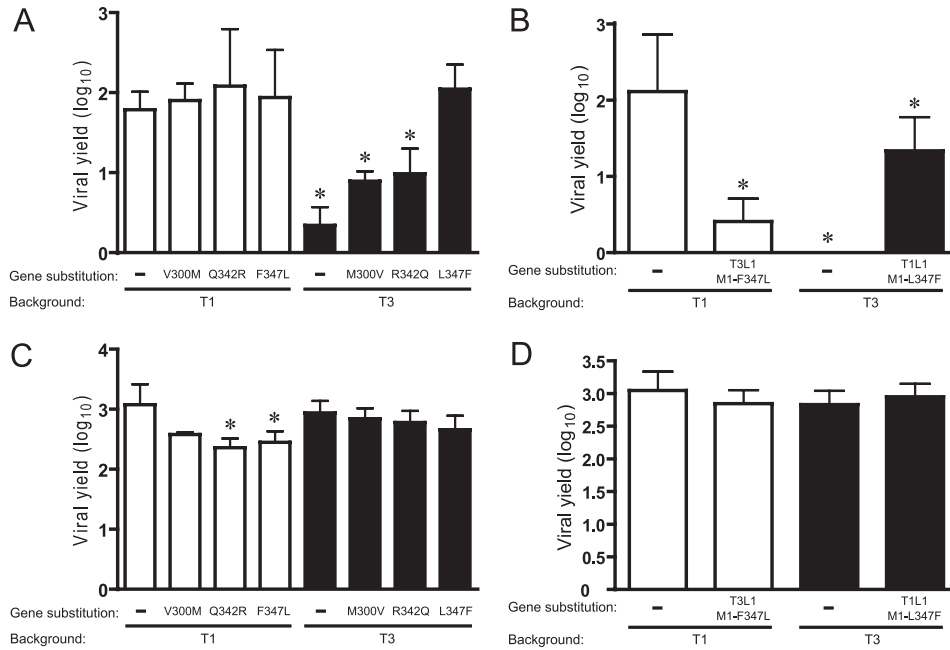 A
Viral yield (log10)
3
2
1
0
* * *
Gene substitution: – V300M Q342R F347L – M300V R342Q L347F
Background: T1 T3
B
Viral yield (log10)
3
2
1
0
* * *
– T3L1 M1-F347L – T1L1 M1-L347F
T1 T3
C
Viral yield (log10)
4
3
2
1
0
* *
Gene substitution: – V300M Q342R F347L – M300V R342Q L347F
Background: T1 T3
D
Viral yield (log10)
3.5
3.0
2.5
2.0
1.5
1.0
0.5
0
Gene substitution: – T3L1 M1-F347L – T1L1 M1-L347F
Background: T1 T3